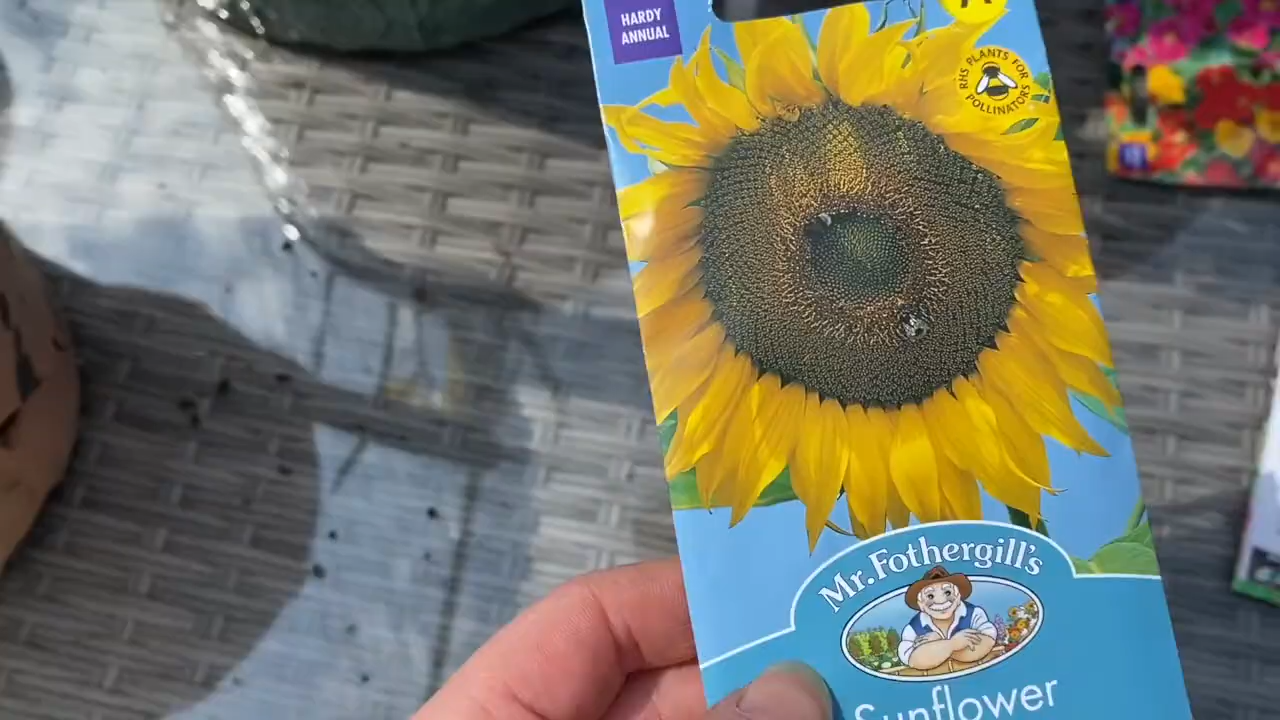 HARDY
ANNUAL
A
RHS PLANTS FOR
POLLINATORS
Mr.Fothergill's
Sunflower